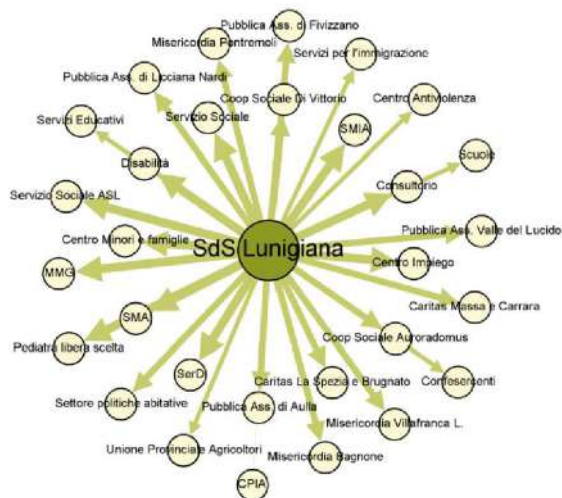 Pubblica Ass. di Fivizzano
Misericordia Pontremoli
Servizi per l'immigrazione
Pubblica Ass. di Licciana Nardi
Coop Sociale Di Vittorio
Centro Antiviolenza
Servizi Educativi
Servizio Sociale
SMIA
Disabilità
Scuole
Consultorio
Servizio Sociale ASL
Pubblica Ass. Valle del Lucido
Centro Minori e famiglie
SdS Lunigiana
Centro Impiego
MMG
Caritas Massa e Carrara
SMA
Coop Sociale Auroradomus
Pediatra libera scelta
SerD
Caritas La Spezia e Brugnato
Confesercenti
Settore politiche abitative
Pubblica Ass. di Aulla
Misericordia Villafranca L.
Unione Provinciale Agricoltori
Misericordia Bagnone
CPIA